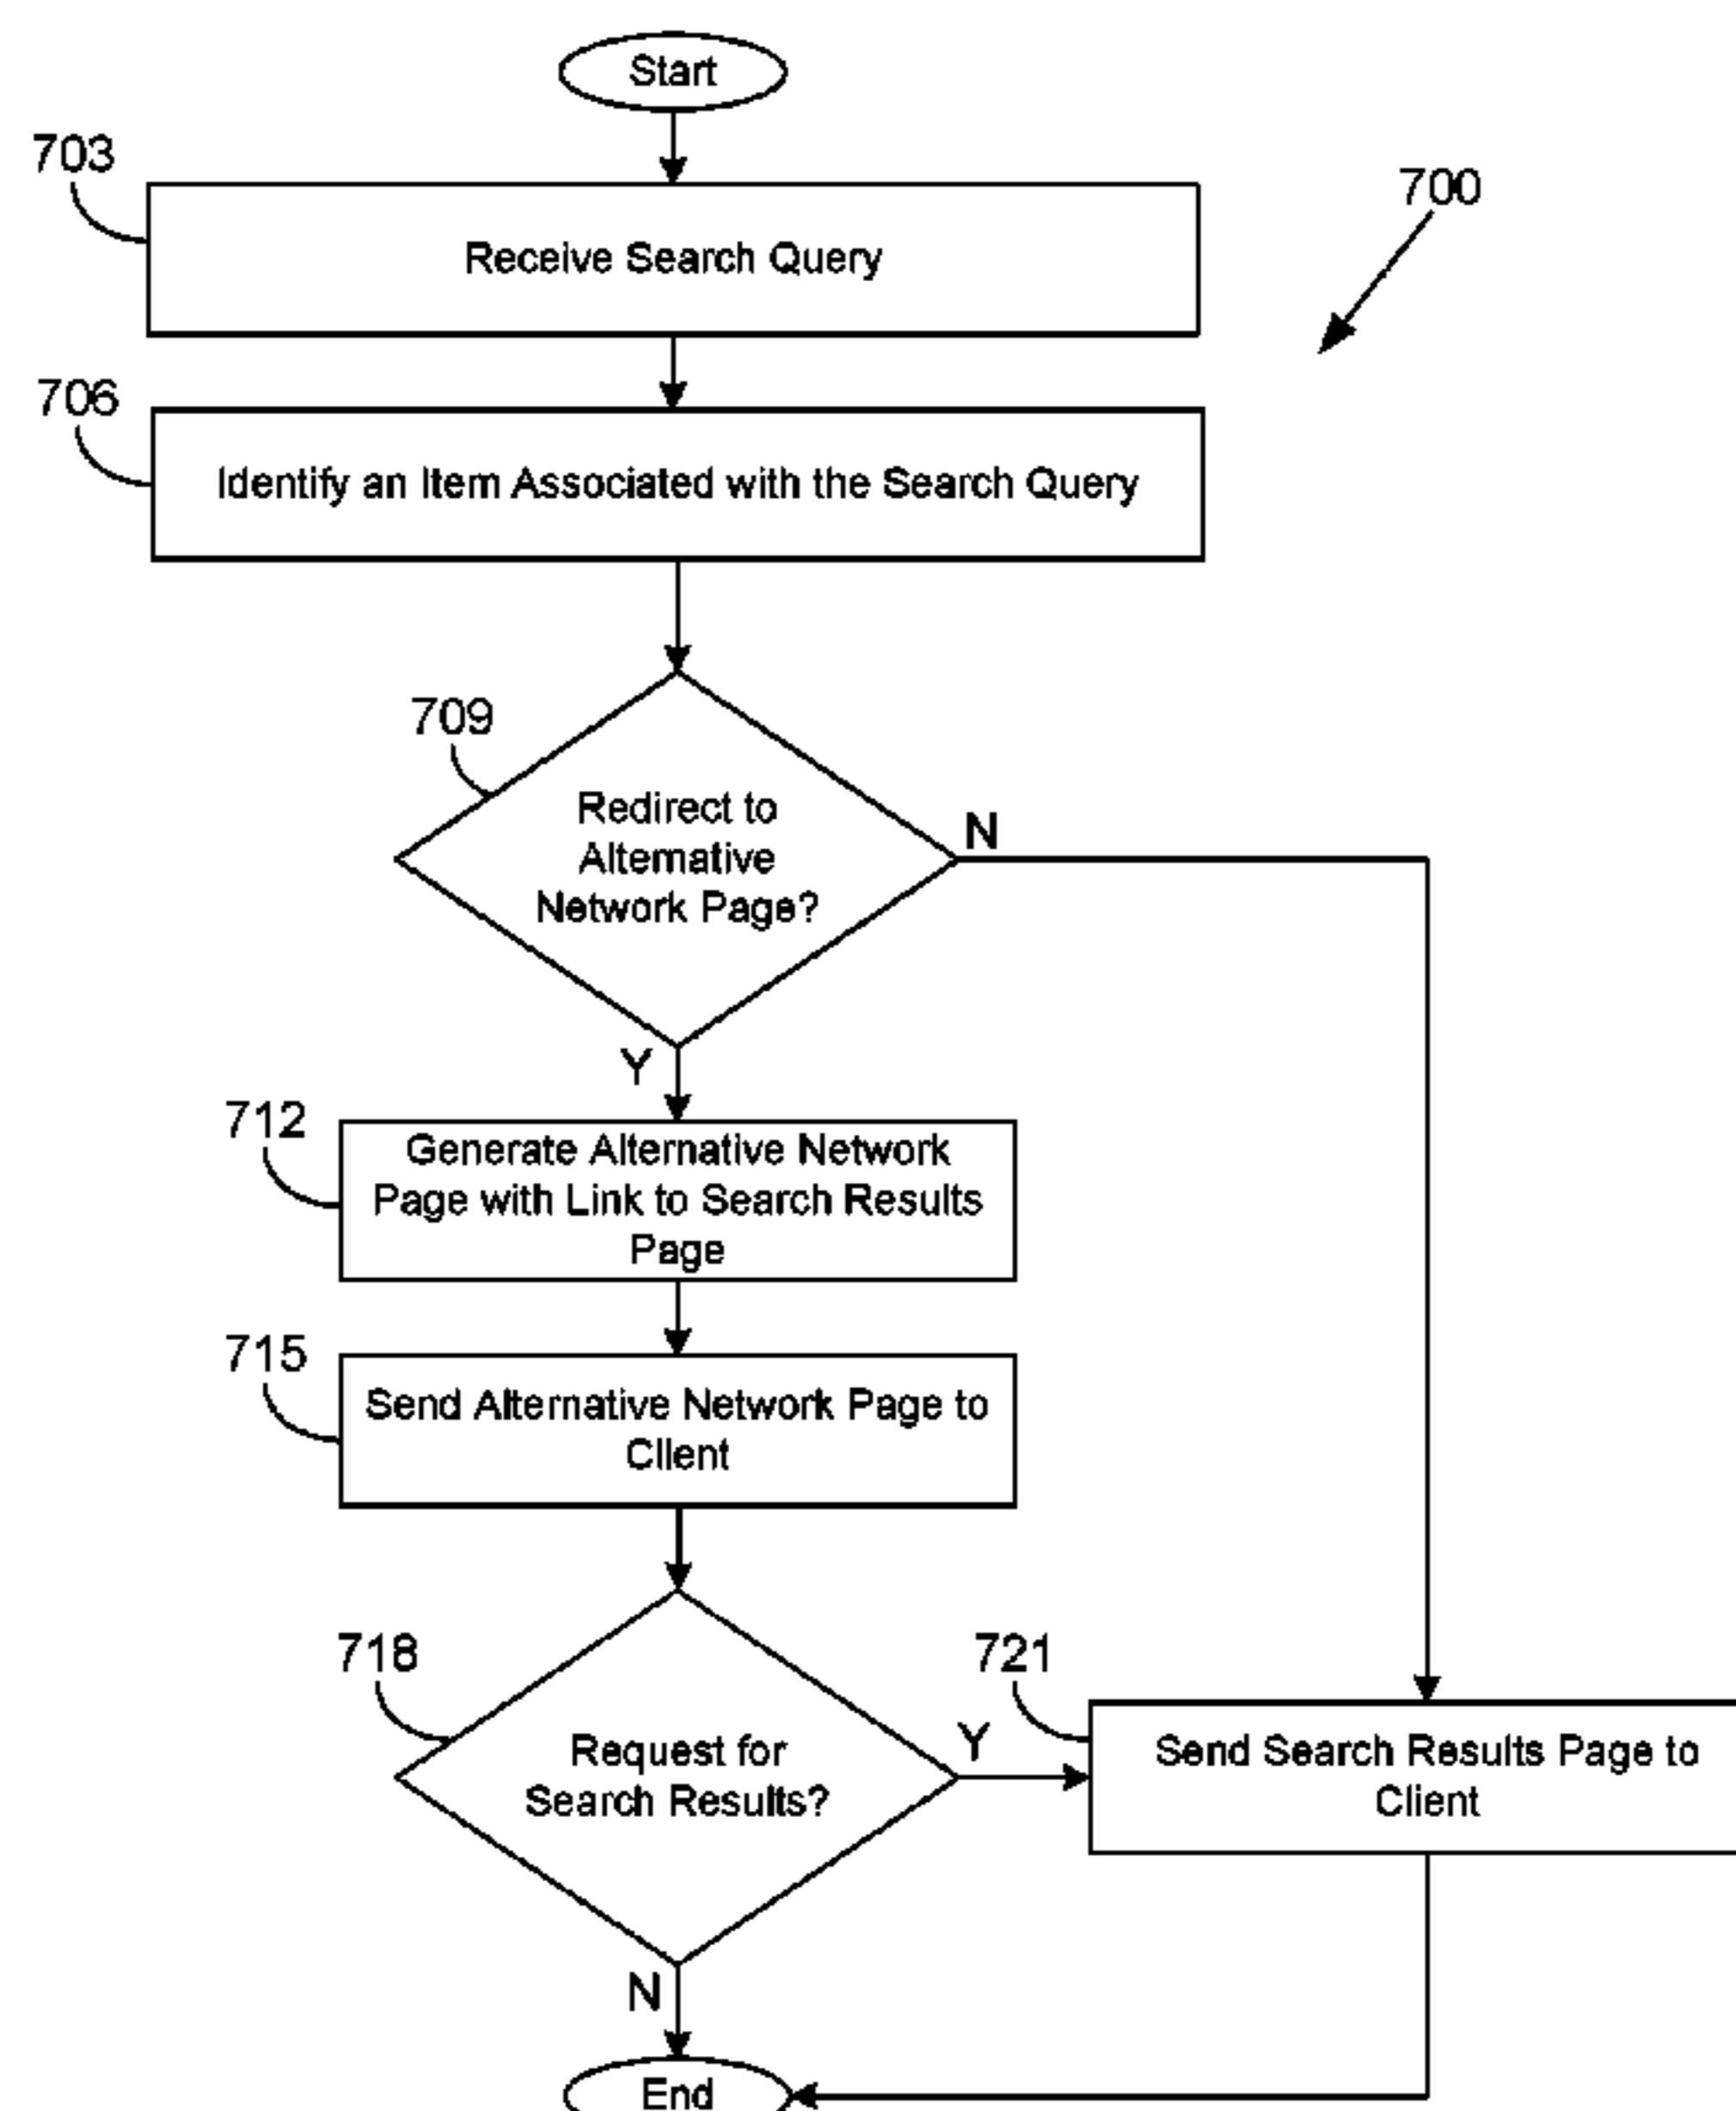 Start
703
700
Receive Search Query
706
Identify an Item Associated with the Search Query
709
Redirect to
Alternative
Network Page?
N
Y
712
Generate Alternative Network
Page with Link to Search Results
Page
715
Send Alternative Network Page to
Client
718
721
Request for
Search Results?
Y
Send Search Results Page to
Client
N
End